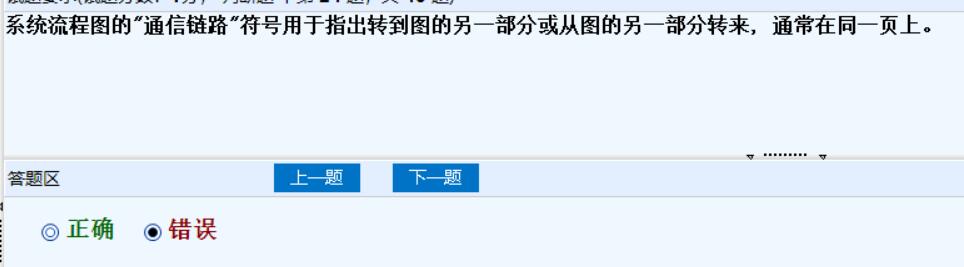 系统流程图的"通信链路"符号用于指出转到图的另一部分或从图的另一部分转来，通常在同一页上。
答题区 上一题 下一题
正确 错误